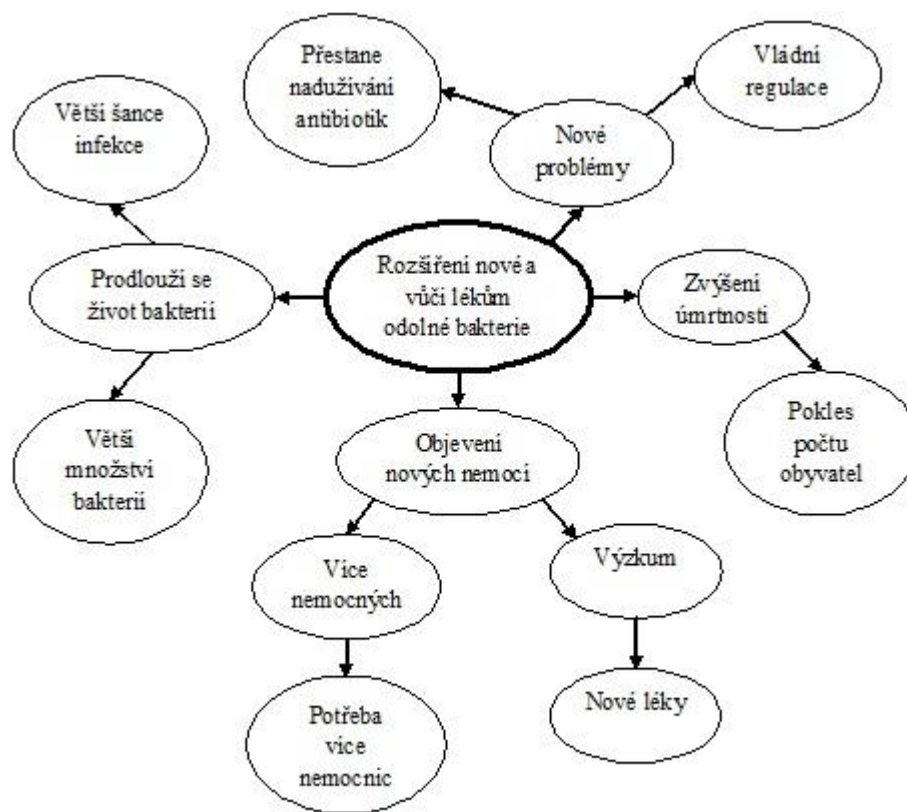 Přestane
nadužívání
antibiotik
Vládní
regulace
Větší šance
infekce
Nové
problémy
Rozšíření nové a
vůči lékům
odolné bakterie
Prodlouží se
život bakterií
Zvýšení
úmrtnosti
Větší
množství
bakterií
Objevení
nových nemocí
Pokles
počtu
obyvatel
Více
nemocných
Výzkum
Potřeba
více
nemocnic
Nové léky